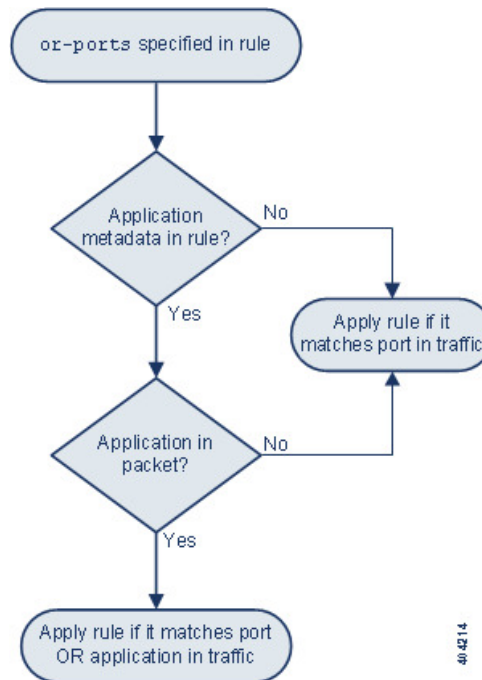 or-ports specified in rule
Application
metadata in rule?
No
Yes
Apply rule if it
matches port in traffic
Application in
packet?
No
Yes
Apply rule if it matches port
OR application in traffic
404214